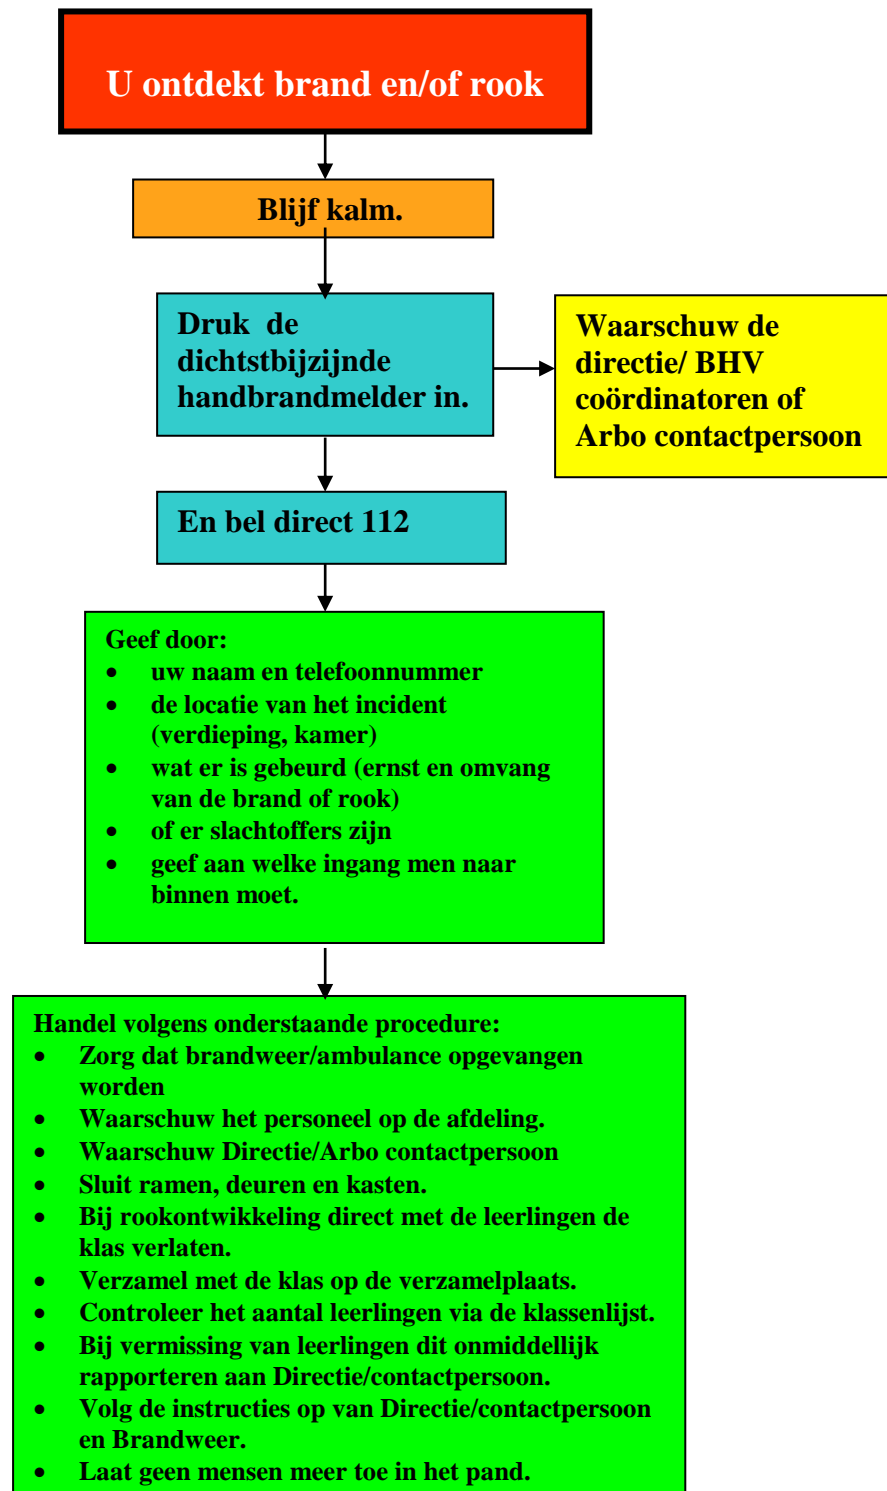 U ontdekt brand en/of rook
Blijf kalm.
Druk de
dichtstbijzijnde
handbrandmelder in.
Waarschuw de
directie/ BHV
coördinatoren of
Arbo contactpersoon
En bel direct 112
Geef door:
• uw naam en telefoonnummer
• de locatie van het incident
(verdieping, kamer)
• wat er is gebeurd (ernst en omvang
van de brand of rook)
• of er slachtoffers zijn
• geef aan welke ingang men naar
binnen moet.
Handel volgens onderstaande procedure:
• Zorg dat brandweer/ambulance opgevangen
worden
• Waarschuw het personeel op de afdeling.
• Waarschuw Directie/Arbo contactpersoon
• Sluit ramen, deuren en kasten.
• Bij rookontwikkeling direct met de leerlingen de
klas verlaten.
• Verzamel met de klas op de verzamelplaats.
• Controleer het aantal leerlingen via de klassenlijst.
• Bij vermissing van leerlingen dit onmiddellijk
rapporteren aan Directie/contactpersoon.
• Volg de instructies op van Directie/contactpersoon
en Brandweer.
• Laat geen mensen meer toe in het pand.